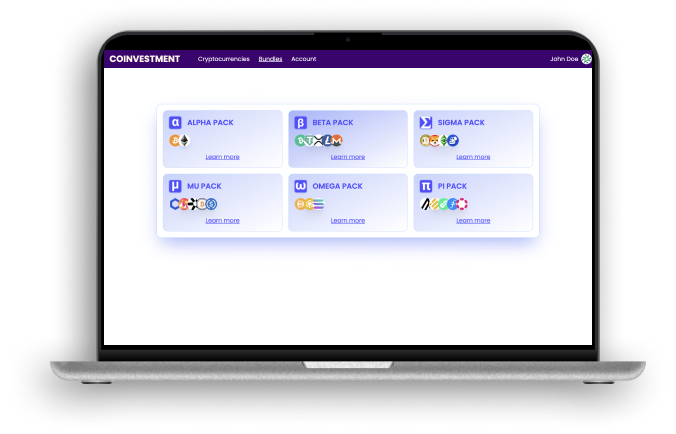 COINVESTMENT Cryptocurrencies Bundles Account John Doe
α ALPHA PACK
Learn more
β BETA PACK
Learn more
Σ SIGMA PACK
Learn more
μ MU PACK
Learn more
ω OMEGA PACK
Learn more
π PI PACK
Learn more